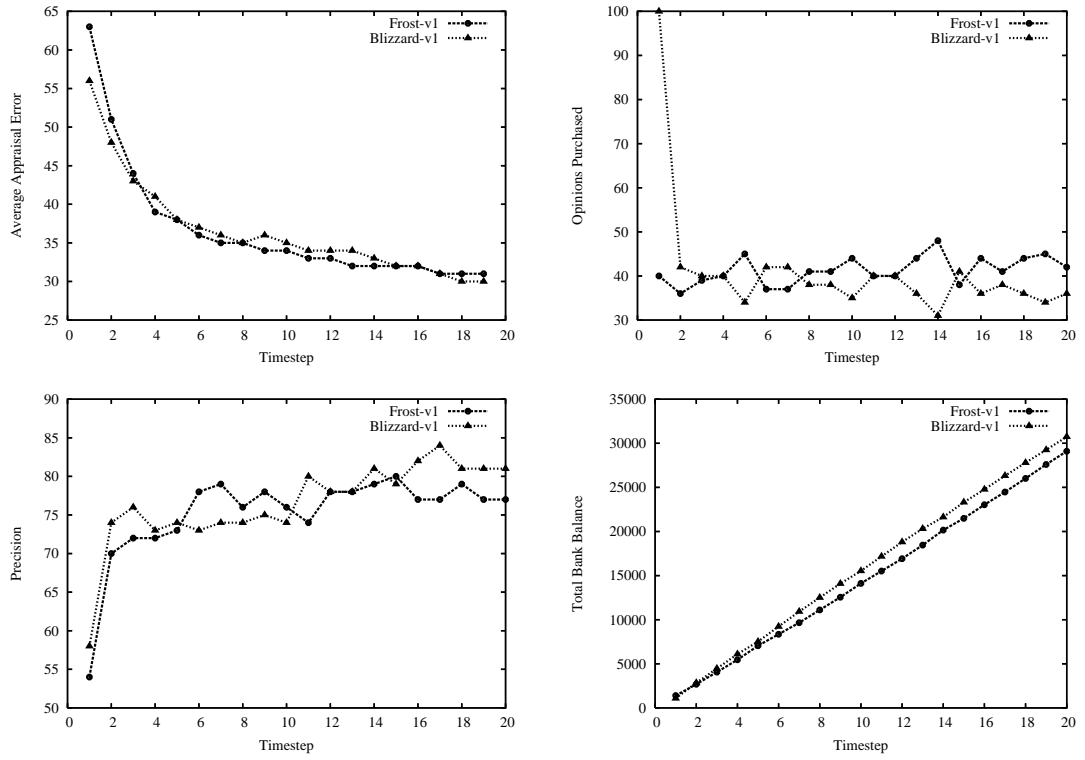 Frost-v1
Blizzard-v1
65
60
55
50
45
40
35
30
25
0 2 4 6 8 10 12 14 16 18 20
Average Appraisal Error
Timestep
Frost-v1
Blizzard-v1
100
90
80
70
60
50
40
30
0 2 4 6 8 10 12 14 16 18 20
Opinions Purchased
Timestep
Frost-v1
Blizzard-v1
90
85
80
75
70
65
60
55
50
0 2 4 6 8 10 12 14 16 18 20
Precision
Timestep
Frost-v1
Blizzard-v1
35000
30000
25000
20000
15000
10000
5000
0
0 2 4 6 8 10 12 14 16 18 20
Total Bank Balance
Timestep